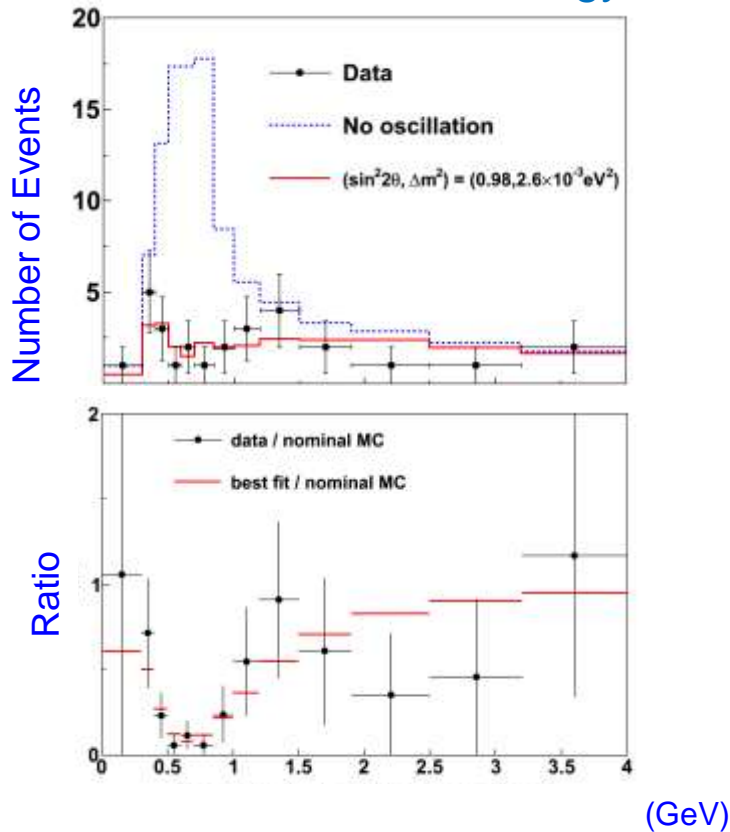 20
15
10
5
Number of Events
Data
No oscillation
(sin²2θ, Δm²) = (0.98,2.6×10⁻³eV²)
2
1
0
Ratio
data / nominal MC
best fit / nominal MC
0 0.5 1 1.5 2 2.5 3 3.5 4
(GeV)